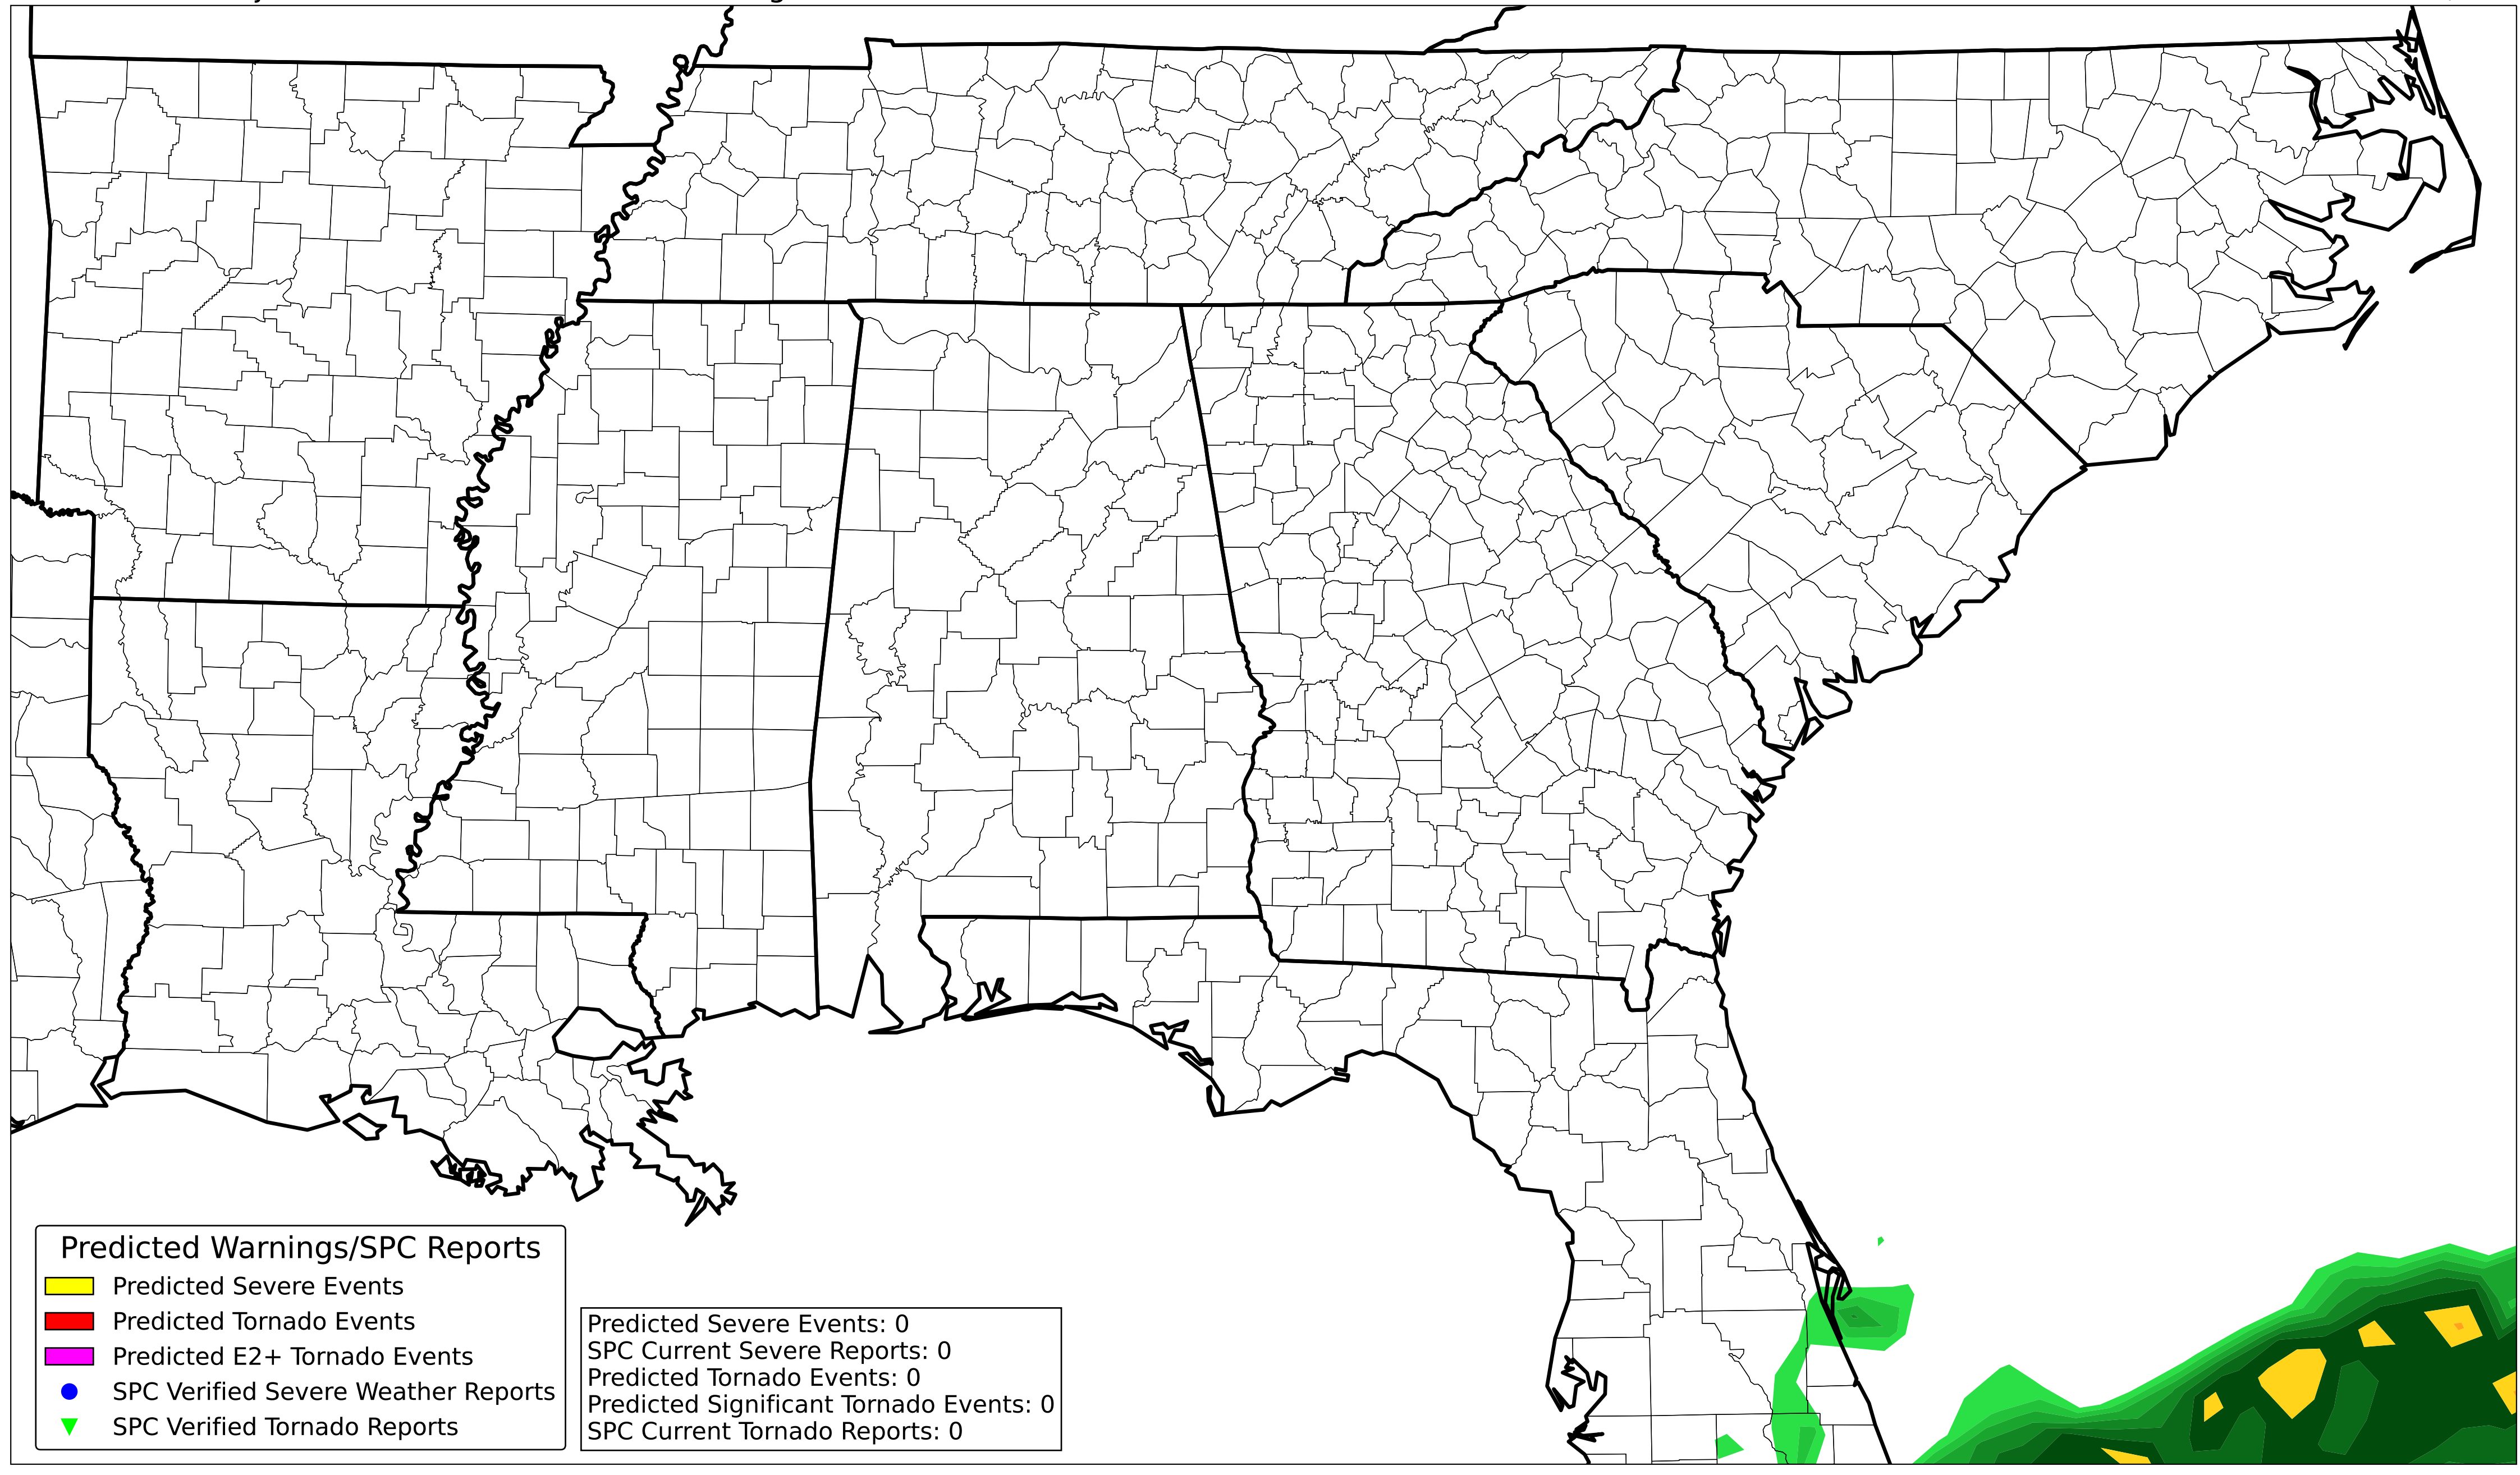 Predicted Warnings/SPC Reports
Predicted Severe Events
Predicted Tornado Events
Predicted E2+ Tornado Events
SPC Verified Severe Weather Reports
SPC Verified Tornado Reports
Predicted Severe Events: 0
SPC Current Severe Reports: 0
Predicted Tornado Events: 0
Predicted Significant Tornado Events: 0
SPC Current Tornado Reports: 0